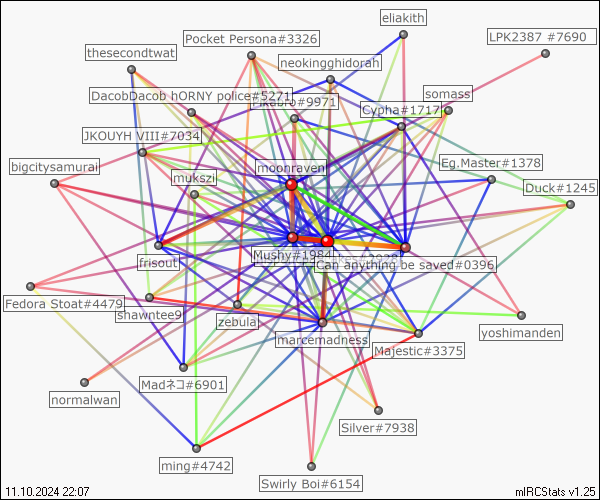 eliakith
Pocket Persona#3326
LPK2387 #7690
thesecondtwat
neokingghidorah
DacobDacob hORNY police#5271
somass
#9971
Cypha#1717
JKOUYH VIII#7034
Eg.Master#1378
bigcitysamurai
moonraven
mukszi
Duck#1245
frisout
Mushy#1984
Can anything be saved#0396
Fedora Stoat#4479
shawntee9
zebula
marcemadness
yoshimanden
Majestic#3375
Madネコ#6901
normalwan
Silver#7938
ming#4742
Swirly Boi#6154
11.10.2024 22:07
mIRCStats v1.25